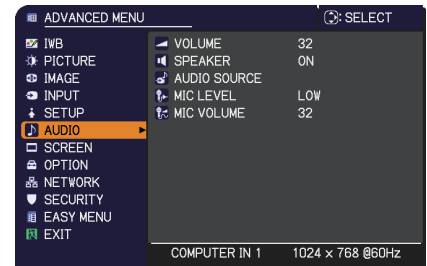 ADVANCED MENU : SELECT
IWB VOLUME 32
PICTURE SPEAKER ON
IMAGE AUDIO SOURCE
INPUT MIC LEVEL LOW
SETUP MIC VOLUME 32
AUDIO
SCREEN
OPTION
NETWORK
SECURITY
EASY MENU
EXIT
COMPUTER IN 1 1024 x 768 @60Hz